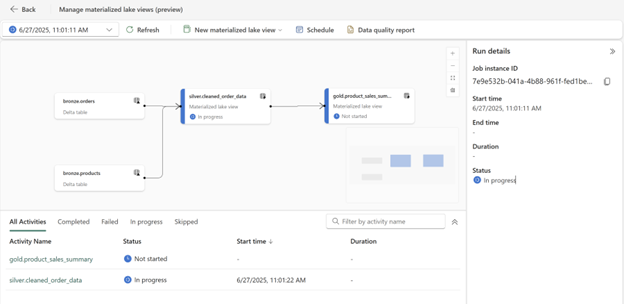 Back
Manage materialized lake views (preview)
6/27/2025, 11:01:11 AM
Refresh
New materialized lake view
Schedule
Data quality report
bronze.orders
Delta table
silver.cleaned_order_data
Materialized lake view
In progress
gold.product_sales_sum...
Materialized lake view
Not started
bronze.products
Delta table
Run details
Job instance ID
7e9e532b-041a-4b88-961f-fed1be...
Start time
6/27/2025, 11:01:11 AM
End time
-
Duration
-
Status
In progress
All Activities Completed Failed In progress Skipped
Filter by activity name
Activity Name Status Start time ↓ Duration
gold.product_sales_summary Not started - -
silver.cleaned_order_data In progress 6/27/2025, 11:01:22 AM -